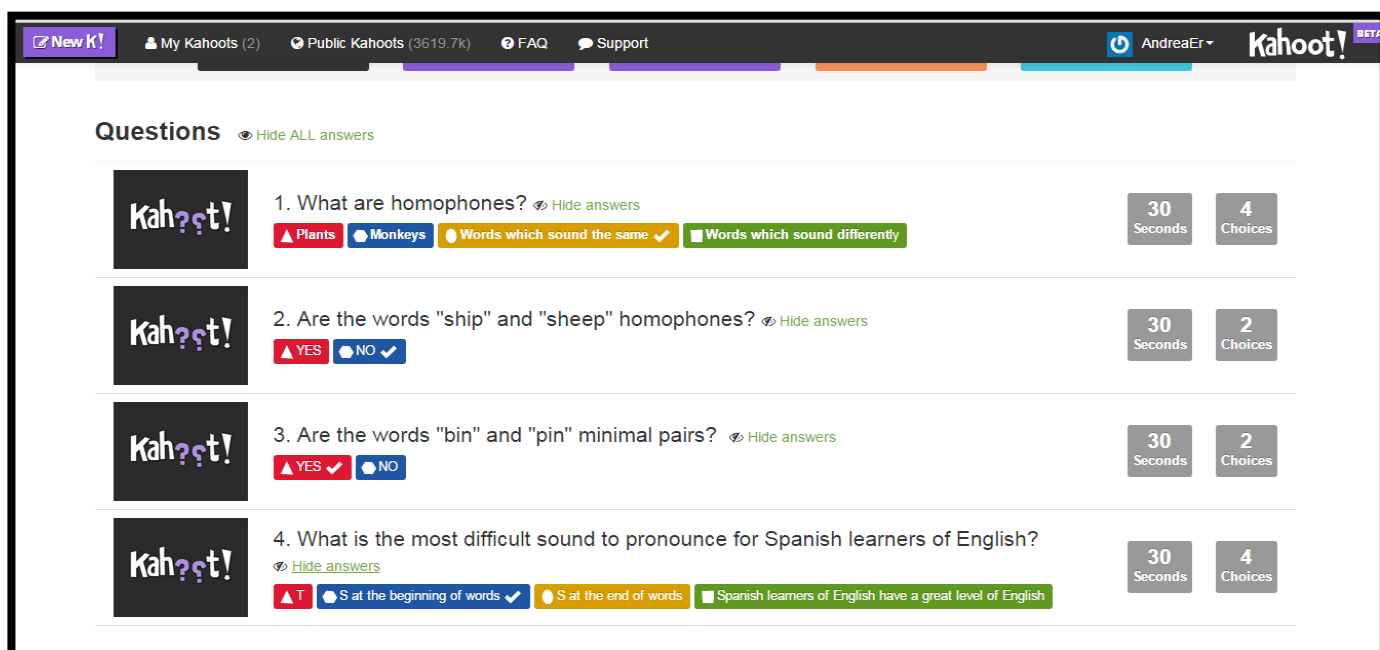 New K! My Kahoots (2) Public Kahoots (3619.7k) FAQ Support AndreaEr Kahoot! BETA
Questions Hide ALL answers
Kah??t! 1. What are homophones? Hide answers 30 Seconds 4 Choices
Plants Monkeys Words which sound the same Words which sound differently
Kah??t! 2. Are the words "ship" and "sheep" homophones? Hide answers 30 Seconds 2 Choices
YES NO
Kah??t! 3. Are the words "bin" and "pin" minimal pairs? Hide answers 30 Seconds 2 Choices
YES NO
Kah??t! 4. What is the most difficult sound to pronounce for Spanish learners of English? 30 Seconds 4 Choices
Hide answers
T S at the beginning of words S at the end of words Spanish learners of English have a great level of English